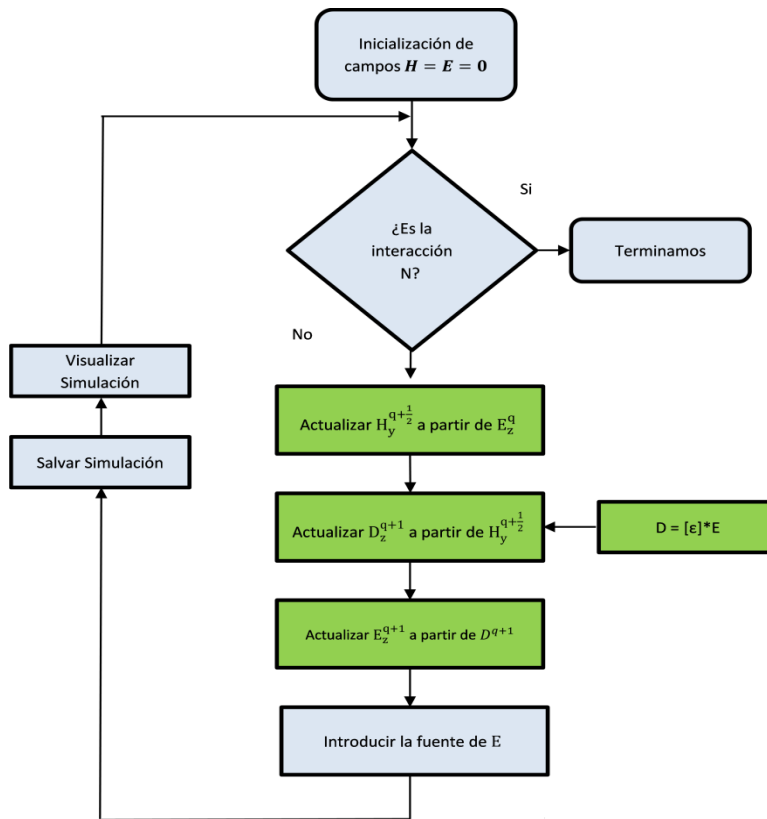 Inicialización de
campos H = E = 0
Si
¿Es la
interacción
N?
Terminamos
No
Visualizar
Simulación
Actualizar H_y^{q+\frac{1}{2}} a partir de E_z^q
Salvar Simulación
Actualizar D_z^{q+1} a partir de H_y^{q+\frac{1}{2}}
D = [ε]*E
Actualizar E_z^{q+1} a partir de D^{q+1}
Introducir la fuente de E